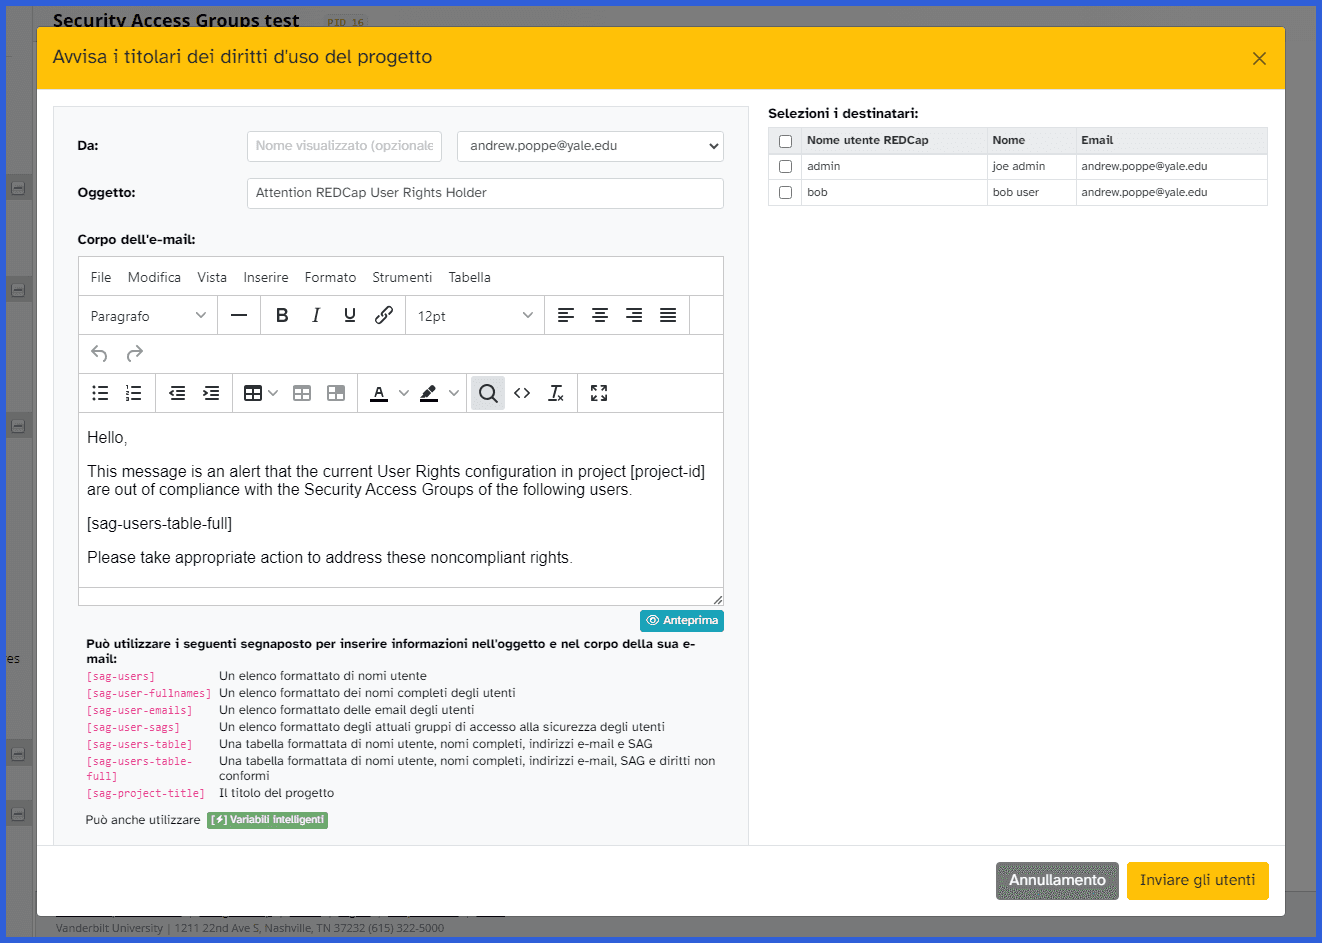 Security Access Groups test PID 16
Avvisa i titolari dei diritti d'uso del progetto
Da:
Nome visualizzato (opzionale
andrew.poppe@yale.edu
Oggetto:
Attention REDCap User Rights Holder
Corpo dell'e-mail:
File Modifica Vista Inserire Formato Strumenti Tabella
Paragrafo
12pt
Hello,
This message is an alert that the current User Rights configuration in project [project-id]
are out of compliance with the Security Access Groups of the following users.
[sag-users-table-full]
Please take appropriate action to address these noncompliant rights.
Anteprima
Può utilizzare i seguenti segnaposto per inserire informazioni nell'oggetto e nel corpo della sua e-
mail:
[sag-users] Un elenco formattato di nomi utente
[sag-user-fullnames] Un elenco formattato dei nomi completi degli utenti
[sag-user-emails] Un elenco formattato delle email degli utenti
[sag-user-sags] Un elenco formattato degli attuali gruppi di accesso alla sicurezza degli utenti
[sag-users-table] Una tabella formattata di nomi utente, nomi completi, indirizzi e-mail e SAG
[sag-users-table-
full]
Una tabella formattata di nomi utente, nomi completi, indirizzi e-mail, SAG e diritti non
conformi
[sag-project-title] Il titolo del progetto
Può anche utilizzare [⚡] Variabili intelligenti
Selezioni i destinatari:
Nome utente REDCap Nome Email
admin joe admin andrew.poppe@yale.edu
bob bob user andrew.poppe@yale.edu
Annullamento
Inviare gli utenti
es
Vanderbilt University | 1211 22nd Ave S, Nashville, TN 37232 (615) 322-5000